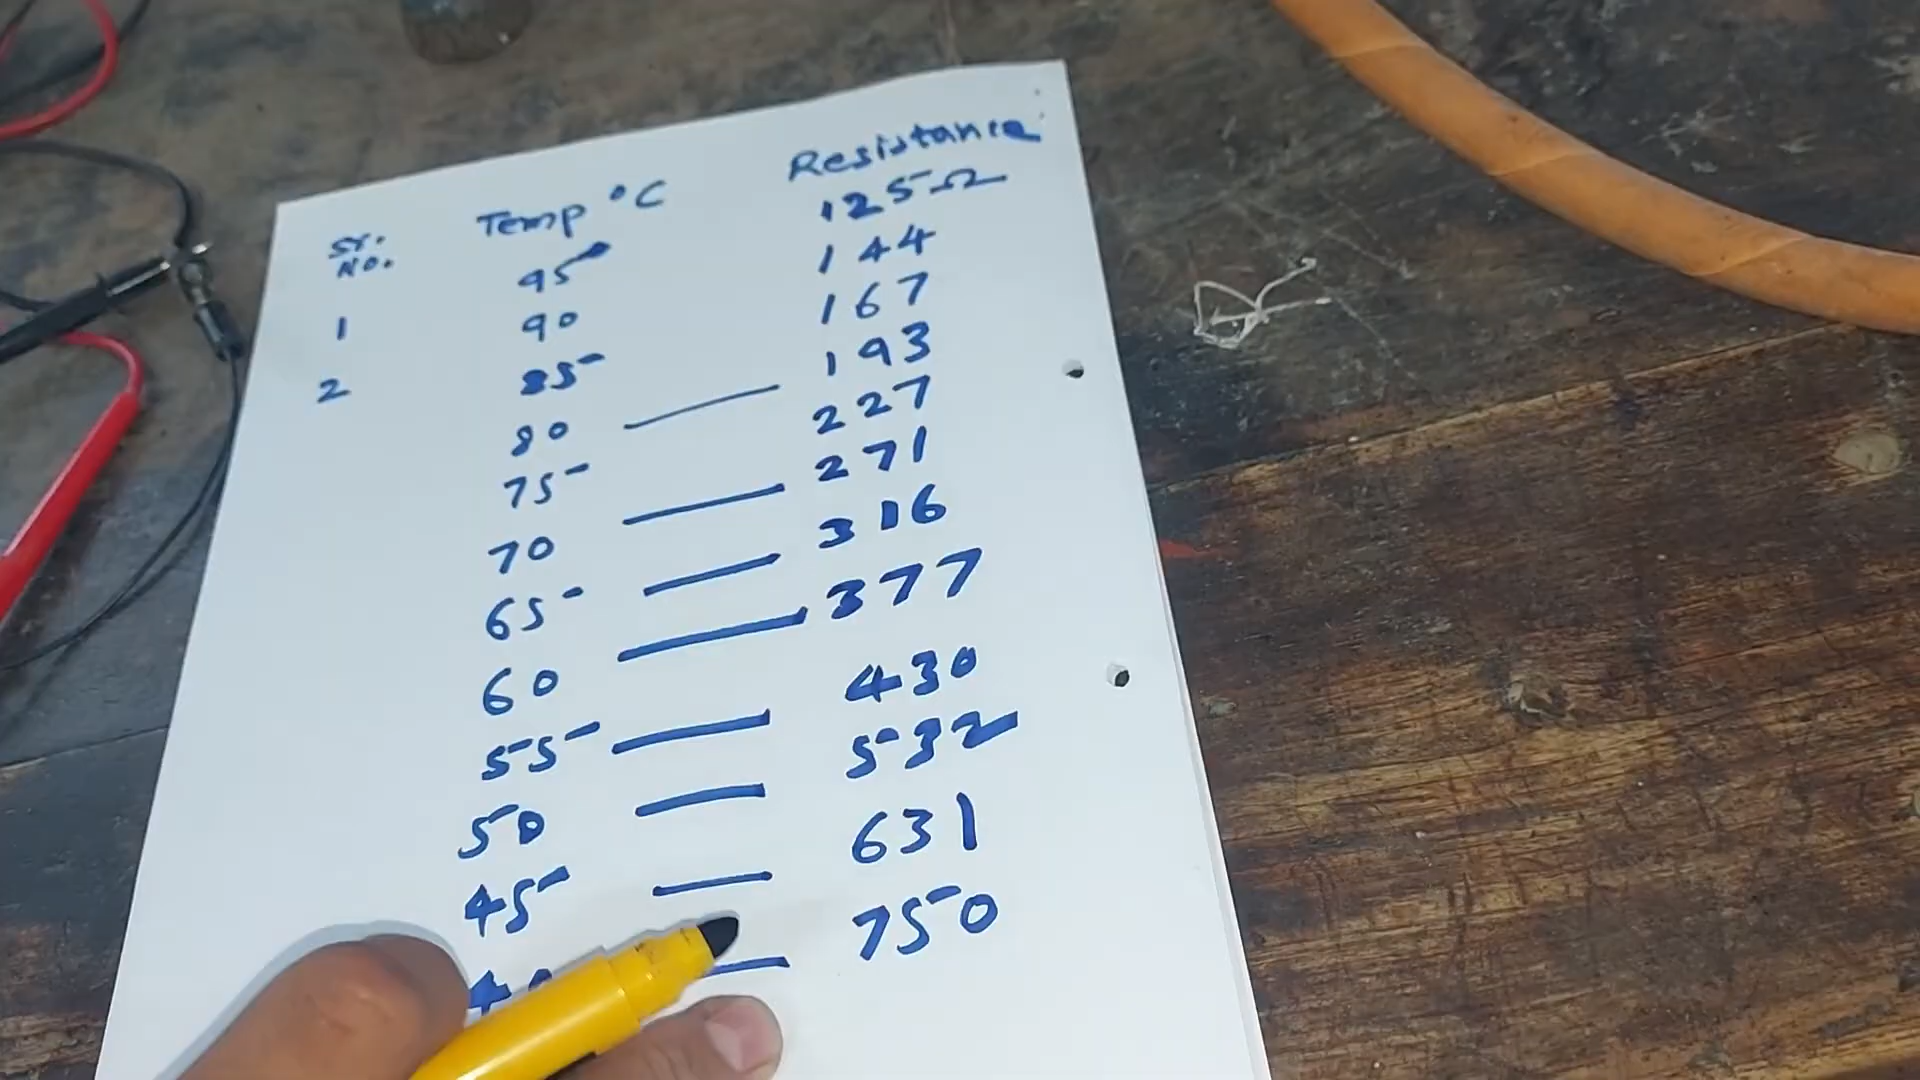 Sr. No. Temp °C Resistance
95° 125Ω
1 90 144
2 85 167
80 — 193
75 227
70 — 271
65 — 316
60 — 377
55 — 430
50 — 532
45 — 631
40 — 750